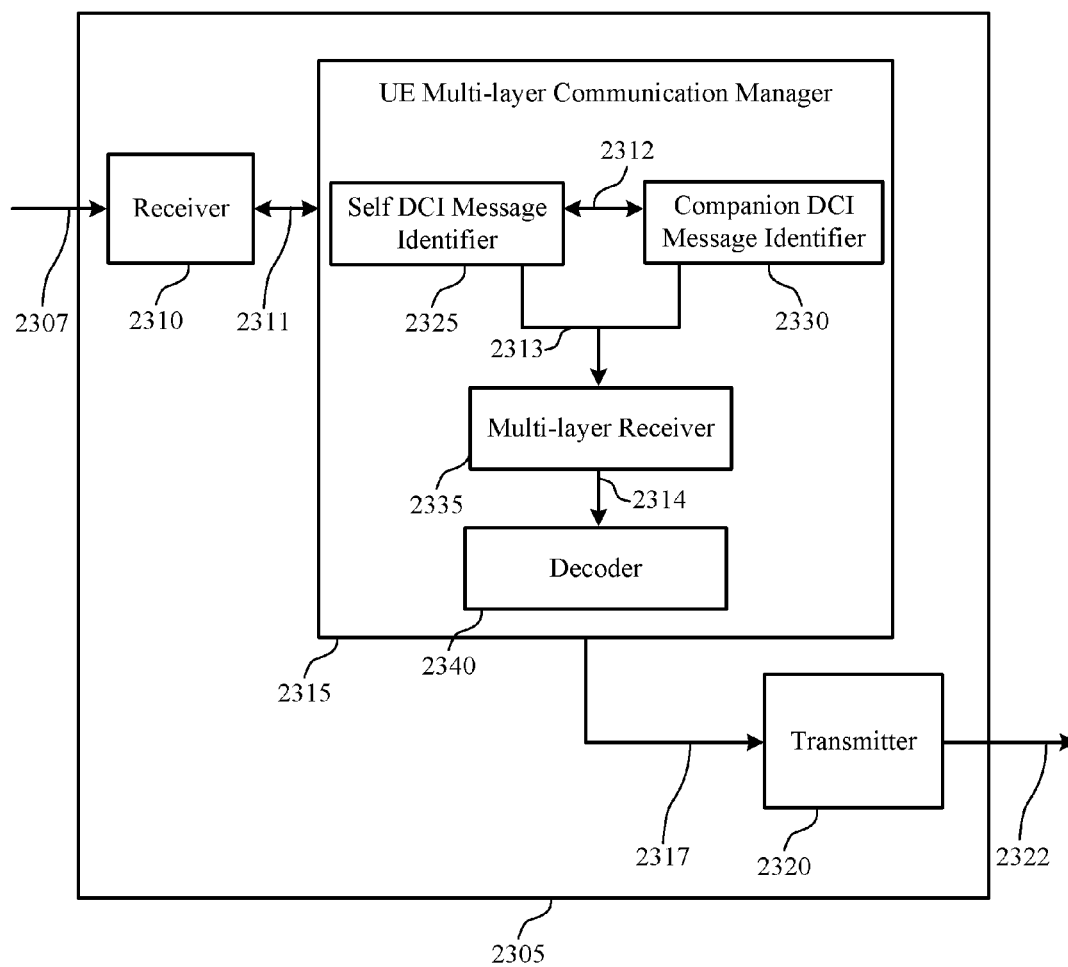 UE Multi-layer Communication Manager
2312
Receiver
Self DCI Message
Identifier
Companion DCI
Message Identifier
2307
2310
2311
2325
2330
2313
Multi-layer Receiver
2335
2314
Decoder
2340
2315
Transmitter
2317
2320
2322
2305